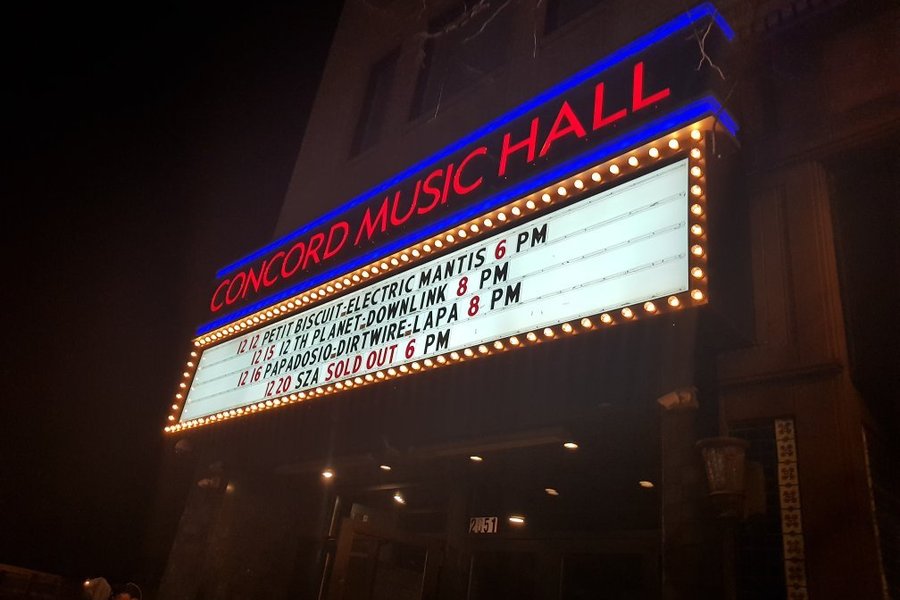 CONCORD MUSIC HALL
12 12 PETIT BISCUIT-ELECTRIC MANTIS 6 PM
12 15 12 TH PLANET-DOWNLINK 8 PM
12 16 PAPADOSIO-DIRTWIRE-LAPA 8 PM
12 20 SZA SOLD OUT 6 PM
2051